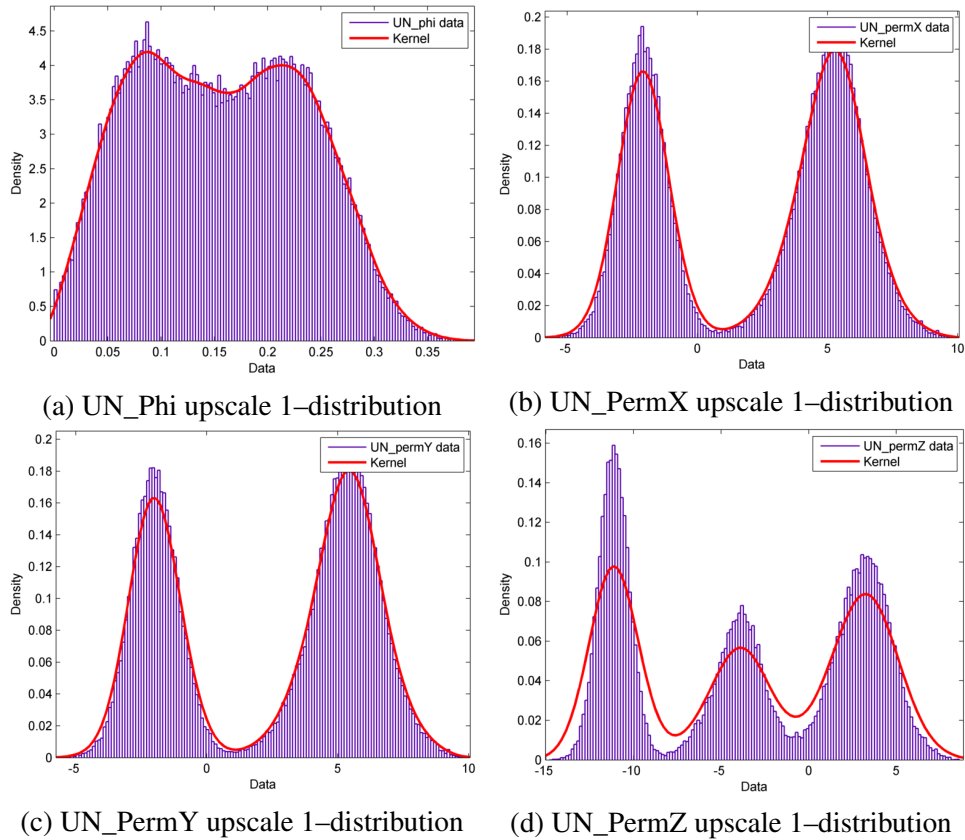 4.5
4
3.5
3
2.5
2
1.5
1
0.5
0
Density
UN_phi data
Kernel
0 0.05 0.1 0.15 0.2 0.25 0.3 0.35
Data
(a) UN_Phi upscale 1–distribution
0.2
0.18
0.16
0.14
0.12
0.1
0.08
0.06
0.04
0.02
0
Density
UN_permX data
Kernel
-5 0 5 10
Data
(b) UN_PermX upscale 1–distribution
0.2
0.18
0.16
0.14
0.12
0.1
0.08
0.06
0.04
0.02
0
Density
UN_permY data
Kernel
-5 0 5 10
Data
(c) UN_PermY upscale 1–distribution
0.16
0.14
0.12
0.1
0.08
0.06
0.04
0.02
0
Density
UN_permZ data
Kernel
-15 -10 -5 0 5
Data
(d) UN_PermZ upscale 1–distribution